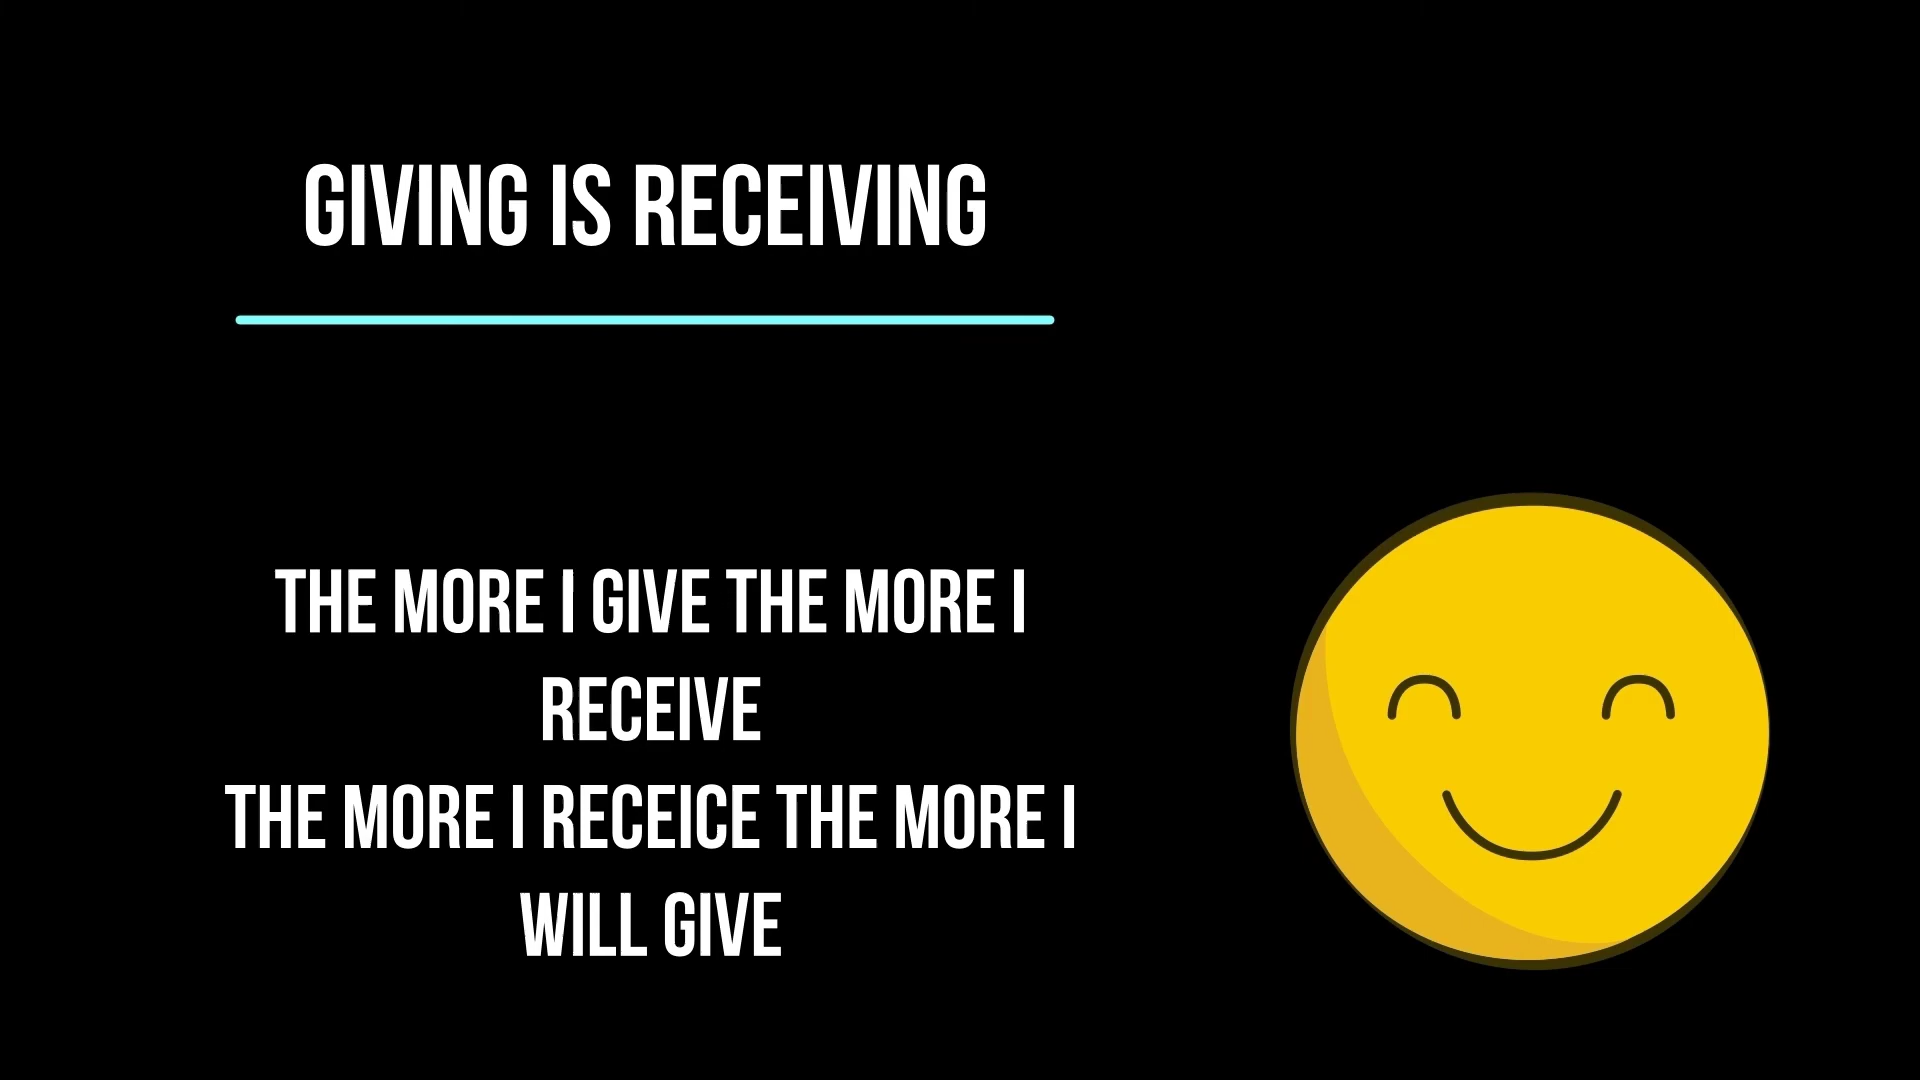 GIVING IS RECEIVING
THE MORE I GIVE THE MORE I
RECEIVE
THE MORE I RECEICE THE MORE I
WILL GIVE